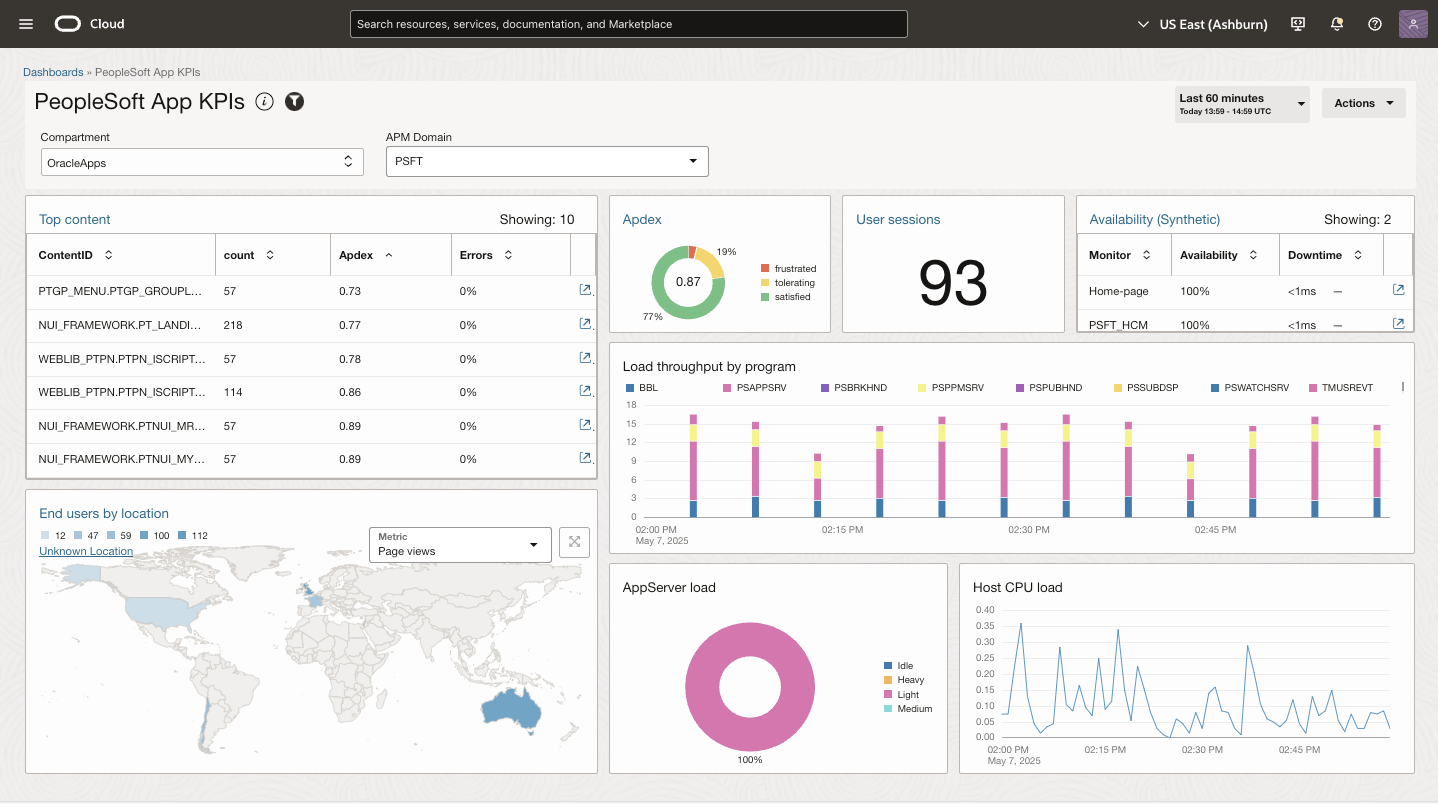 Cloud
Search resources, services, documentation, and Marketplace
US East (Ashburn)
Dashboards » PeopleSoft App KPIs
PeopleSoft App KPIs
i
Last 60 minutes
Today 13:59 - 14:59 UTC
Actions
Compartment
OracleApps
APM Domain
PSFT
Top content
Showing: 10
ContentID count Apdex Errors
PTGP_MENU.PTGP_GROUPL... 57 0.73 0%
NUI_FRAMEWORK.PT_LANDI... 218 0.77 0%
WEBLIB_PTPN.PTPN_ISCRIPT... 57 0.78 0%
WEBLIB_PTPN.PTPN_ISCRIPT... 114 0.86 0%
NUI_FRAMEWORK.PTNUI_MR... 57 0.89 0%
NUI_FRAMEWORK.PTNUI_MY... 57 0.89 0%
Apdex
19%
0.87
77%
frustrated
tolerating
satisfied
User sessions
93
Availability (Synthetic)
Showing: 2
Monitor Availability Downtime
Home-page 100% <1ms —
PSFT_HCM 100% <1ms —
Load throughput by program
BBL PSAPPSRV PSBRKHND PSPPMSRV PSPUBHND PSSUBDSP PSWATCHSRV TMUSREVT
18
15
12
9
6
3
0
02:00 PM 02:15 PM 02:30 PM 02:45 PM
May 7, 2025
End users by location
12 47 59 100 112
Unknown Location
Metric
Page views
AppServer load
Idle
Heavy
Light
Medium
100%
Host CPU load
0.40
0.35
0.30
0.25
0.20
0.15
0.10
0.05
0.00
02:00 PM 02:15 PM 02:30 PM 02:45 PM
May 7, 2025